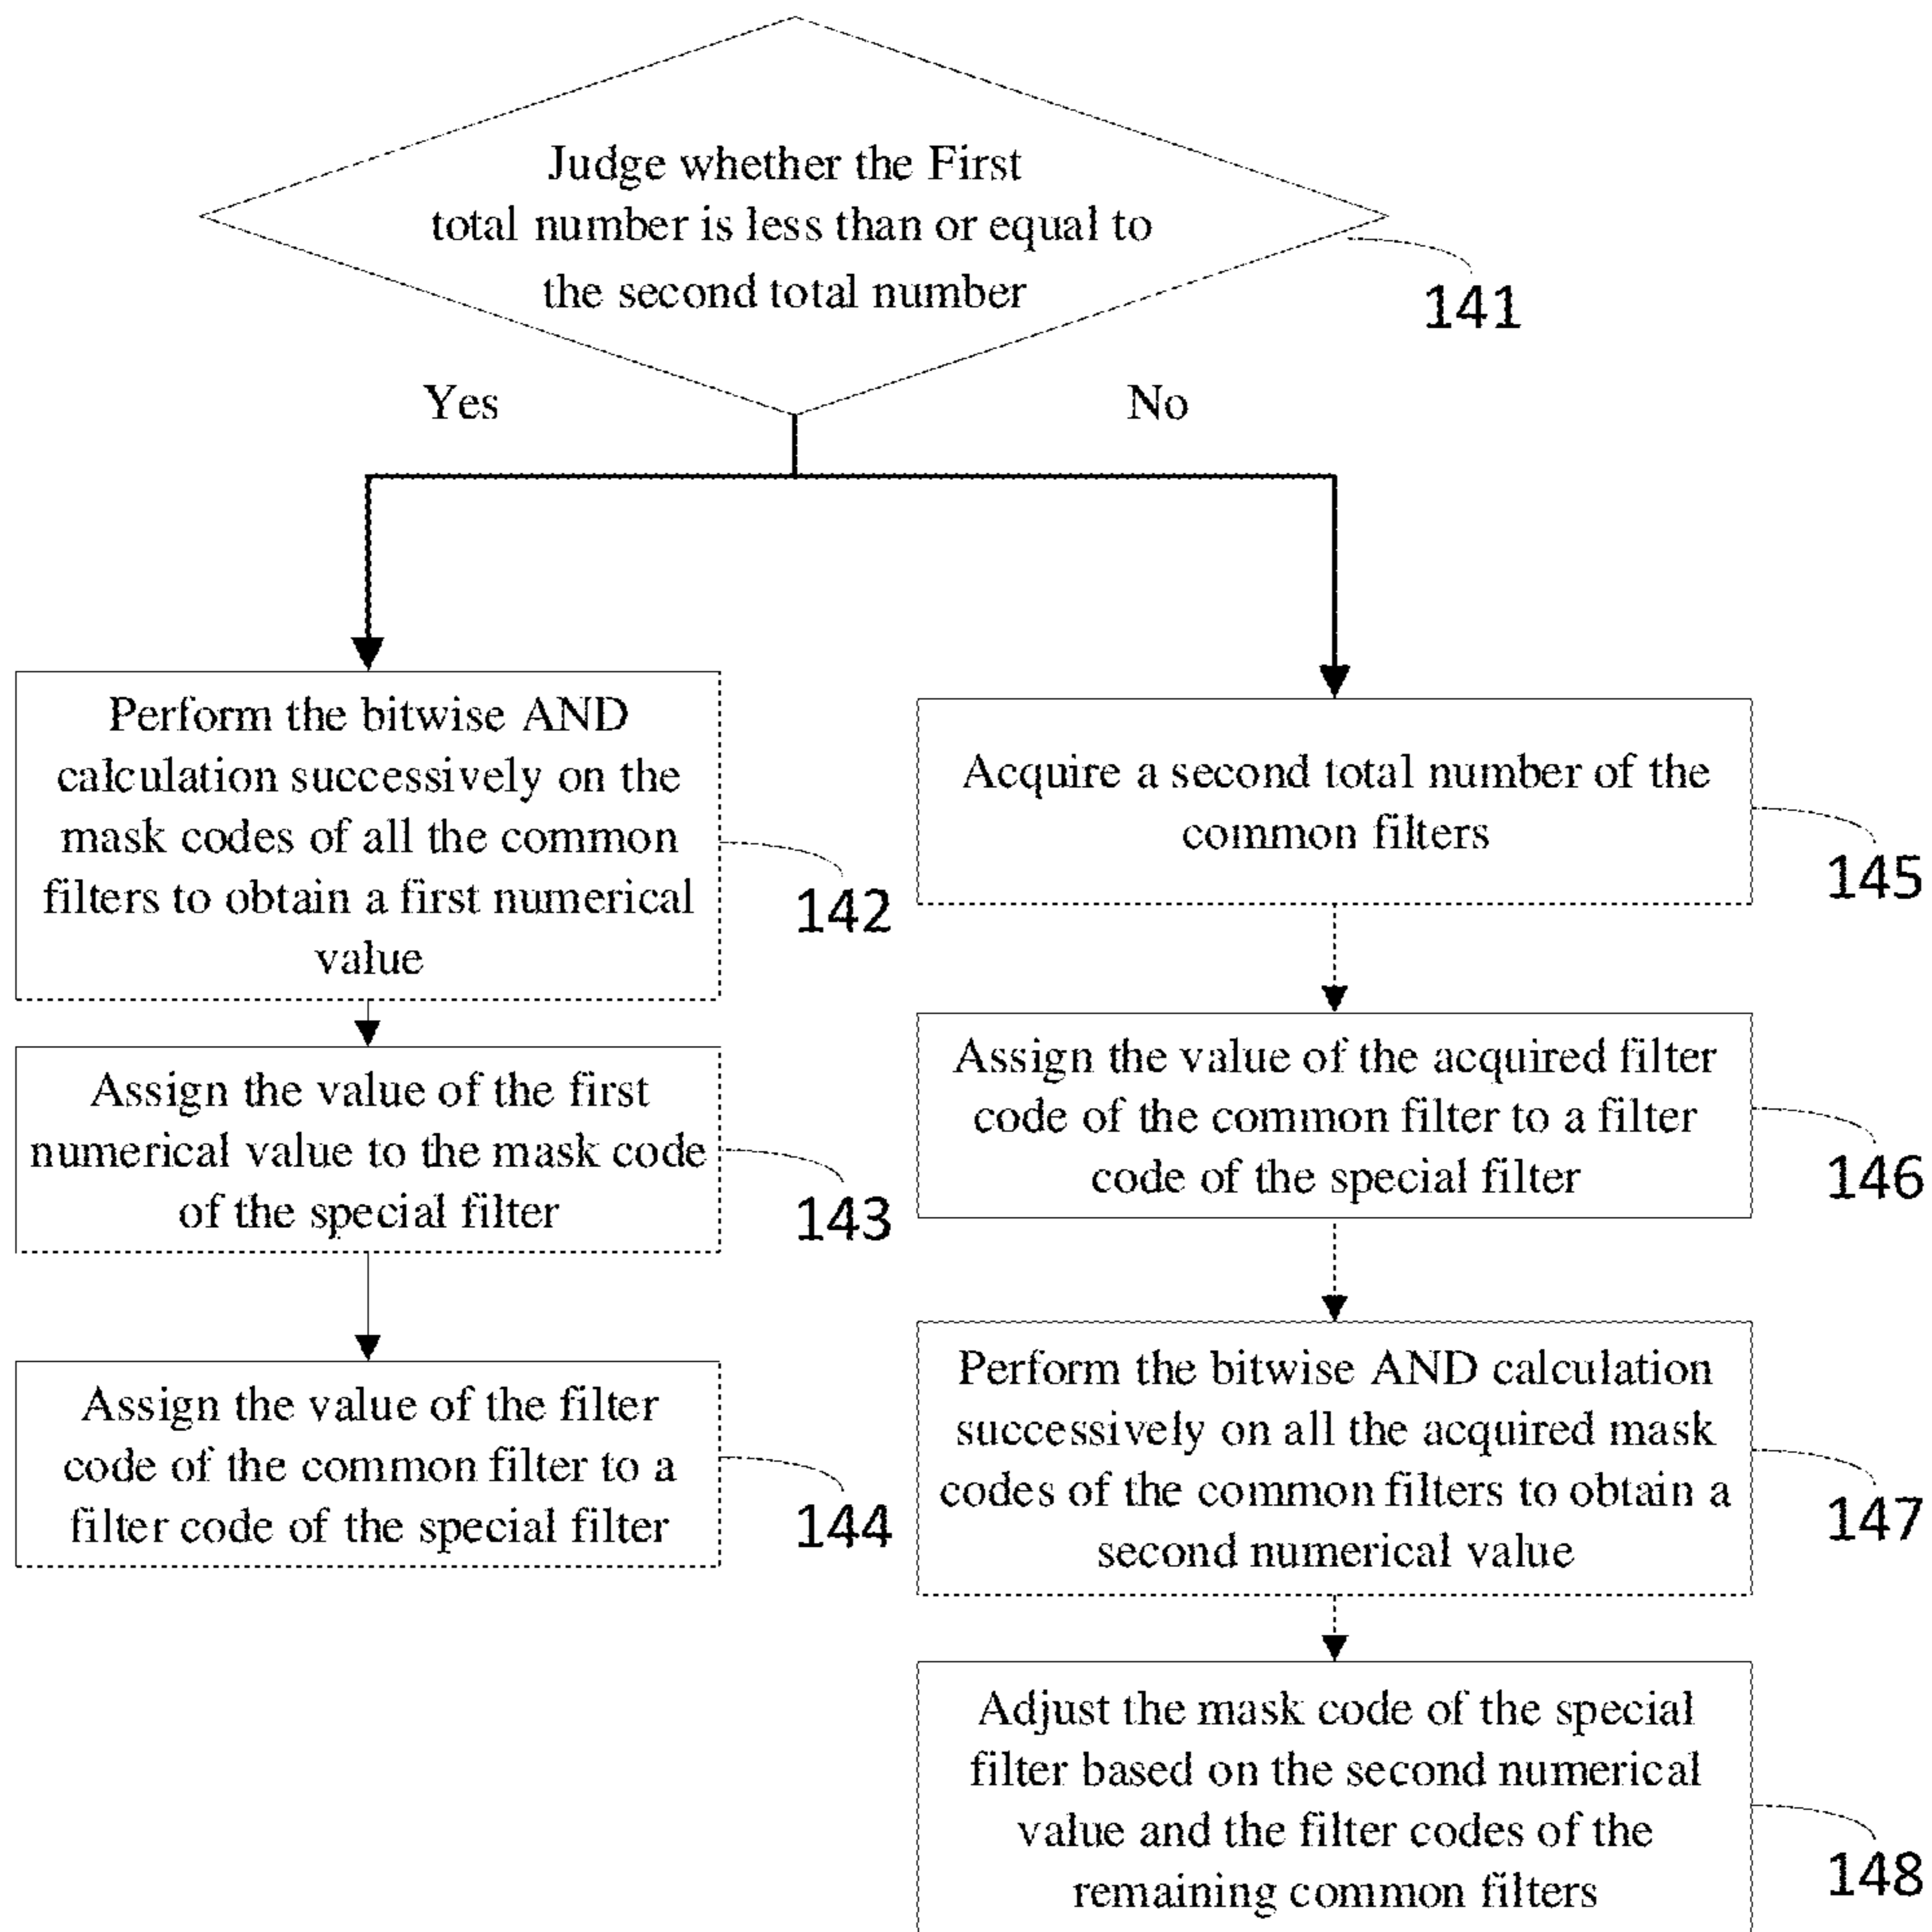 Judge whether the First
total number is less than or equal to
the second total number
141
Yes
No
Perform the bitwise AND
calculation successively on the
mask codes of all the common
filters to obtain a first numerical
value
142
Assign the value of the first
numerical value to the mask code
of the special filter
143
Assign the value of the filter
code of the common filter to a
filter code of the special filter
144
Acquire a second total number of the
common filters
145
Assign the value of the acquired filter
code of the common filter to a filter
code of the special filter
146
Perform the bitwise AND calculation
successively on all the acquired mask
codes of the common filters to obtain a
second numerical value
147
Adjust the mask code of the special
filter based on the second numerical
value and the filter codes of the
remaining common filters
148